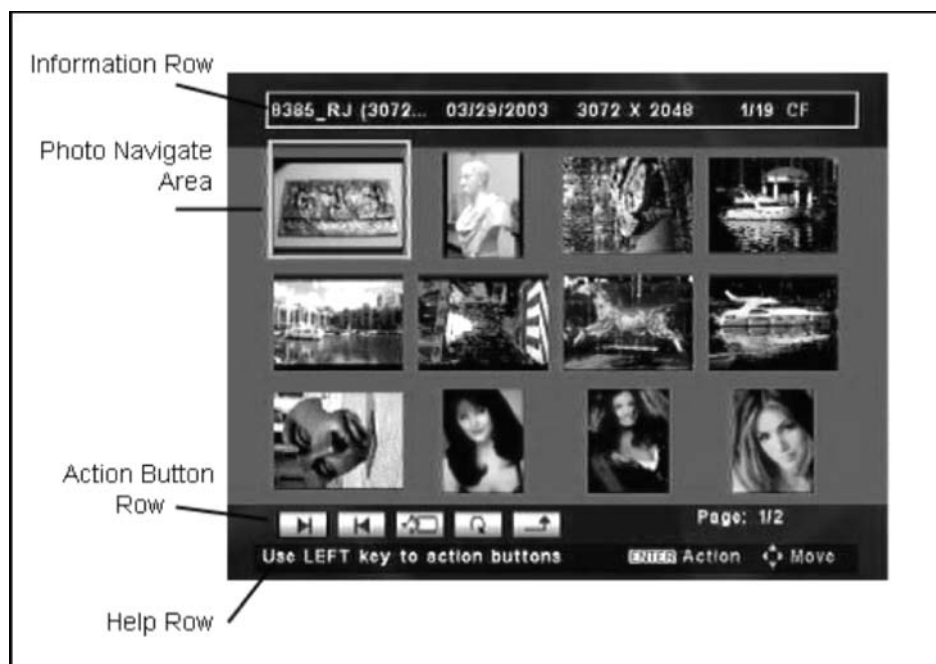 Information Row
8385_RJ (3072... 03/29/2003 3072 X 2048 1/19 CF
Photo Navigate
Area
Action Button
Row
Page: 1/2
Use LEFT key to action buttons ENTER Action Move
Help Row